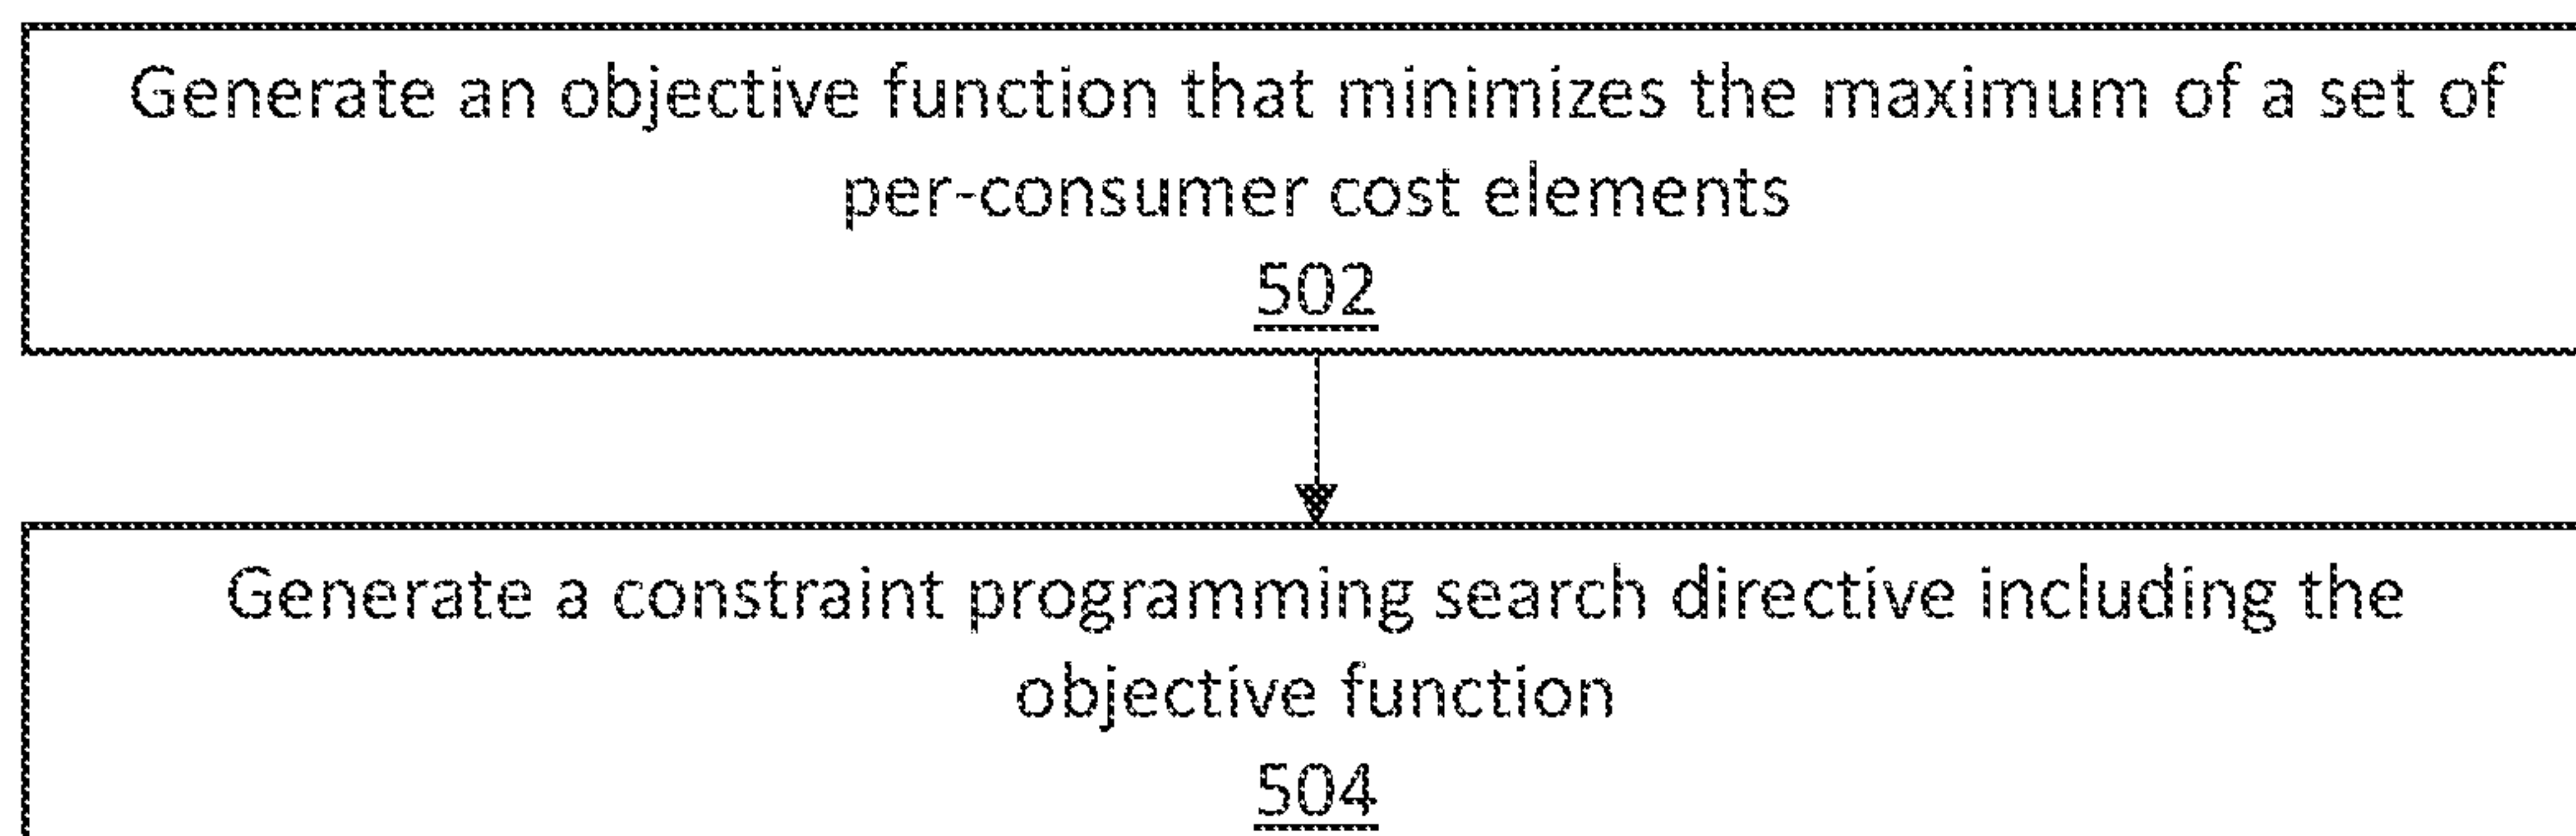 Generate an objective function that minimizes the maximum of a set of
per-consumer cost elements
502
Generate a constraint programming search directive including the
objective function
504